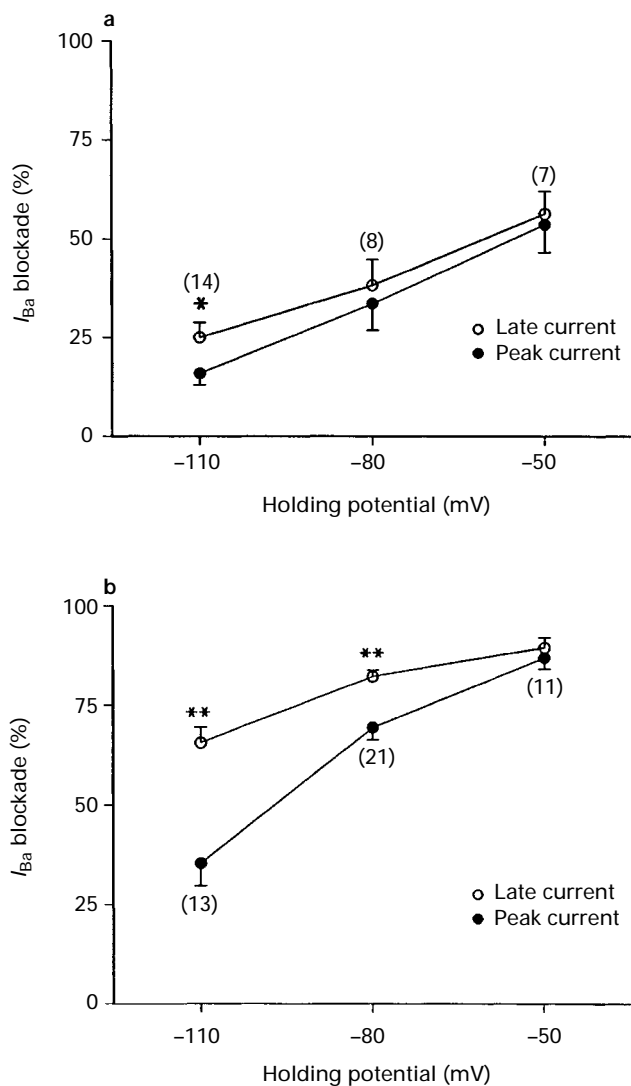 a
100
75
50
25
0
I_Ba blockade (%)
(14)
*
(8)
(7)
Late current
Peak current
–110
–80
–50
Holding potential (mV)
b
100
75
50
25
0
I_Ba blockade (%)
**
**
(13)
(21)
(11)
Late current
Peak current
–110
–80
–50
Holding potential (mV)